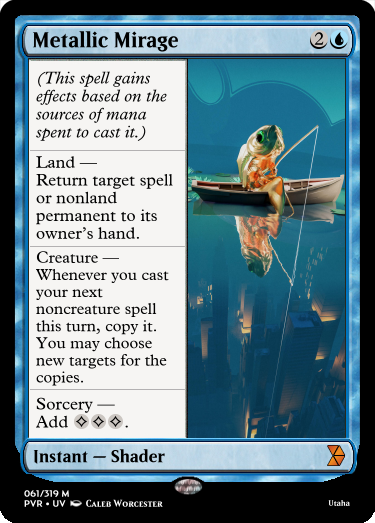 Metallic Mirage
2
(This spell gains
effects based on the
sources of mana
spent to cast it.)
Land —
Return target spell
or nonland
permanent to its
owner's hand.
Creature —
Whenever you cast
your next
noncreature spell
this turn, copy it.
You may choose
new targets for the
copies.
Sorcery —
Add
.
Instant — Shader
061/319 M
PVR • UV CALEB WORCESTER
Utaha